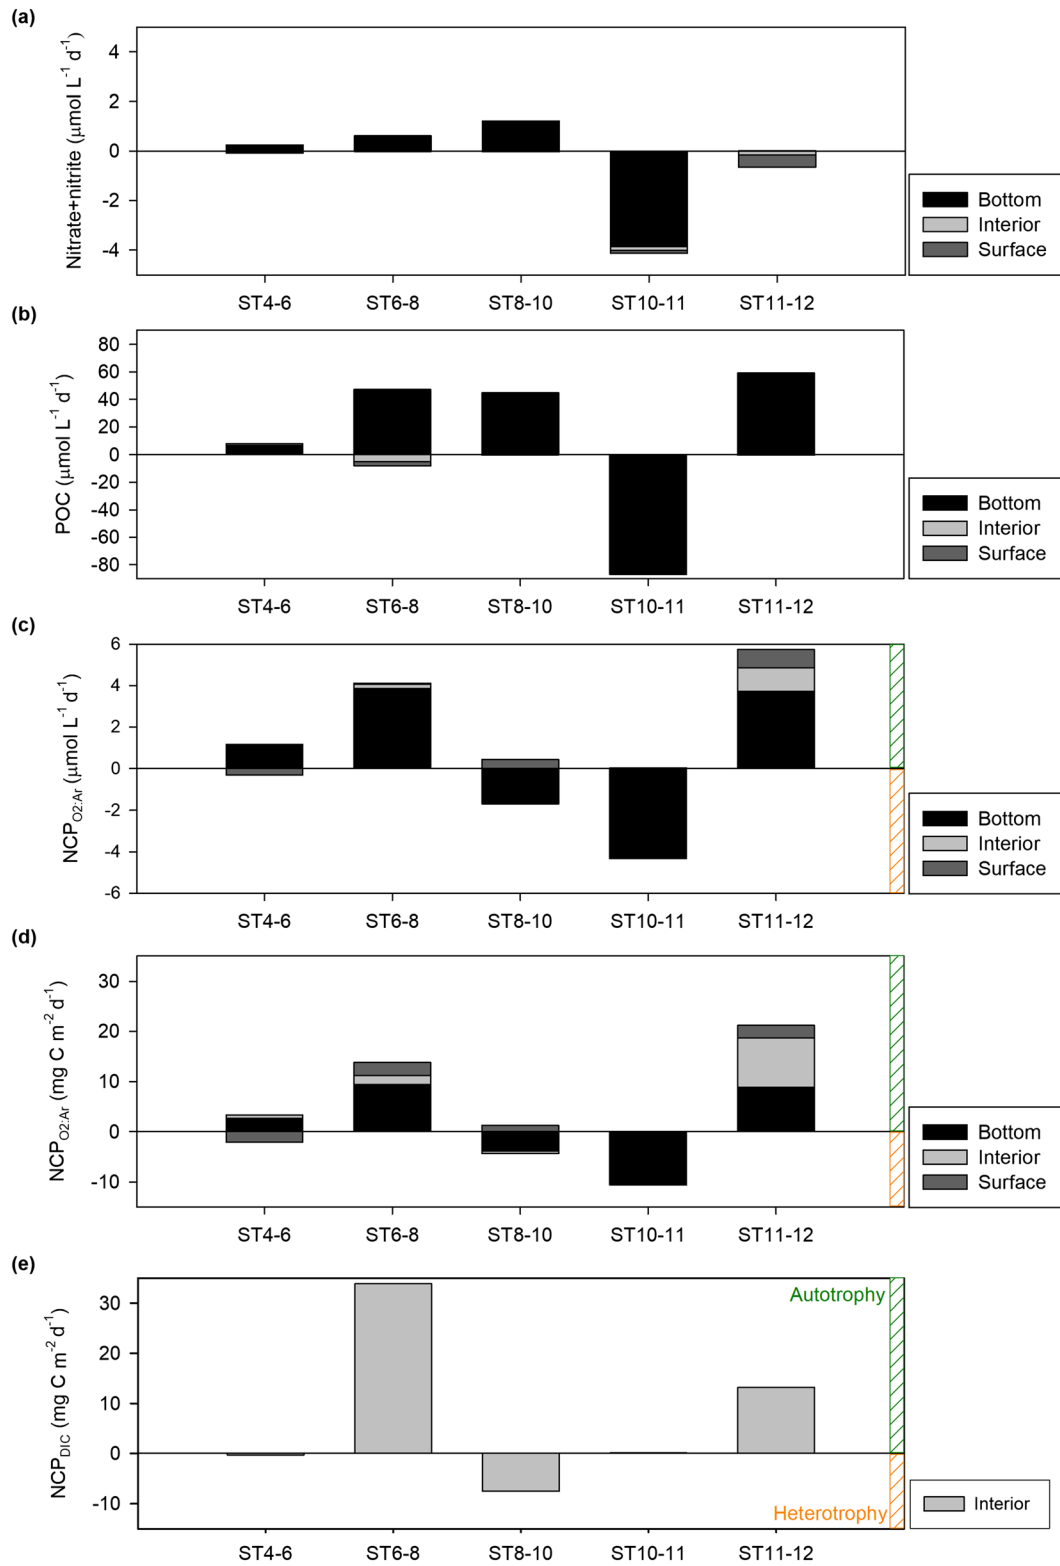 (a)
Nitrate+nitrite (μmol L⁻¹ d⁻¹)
4
2
0
-2
-4
ST4-6 ST6-8 ST8-10 ST10-11 ST11-12
Bottom
Interior
Surface
(b)
POC (μmol L⁻¹ d⁻¹)
80
60
40
20
0
-20
-40
-60
-80
ST4-6 ST6-8 ST8-10 ST10-11 ST11-12
Bottom
Interior
Surface
(c)
NCP_O2:Ar (μmol L⁻¹ d⁻¹)
6
4
2
0
-2
-4
-6
ST4-6 ST6-8 ST8-10 ST10-11 ST11-12
Bottom
Interior
Surface
(d)
NCP_O2:Ar (mg C m⁻² d⁻¹)
30
20
10
0
-10
ST4-6 ST6-8 ST8-10 ST10-11 ST11-12
Bottom
Interior
Surface
(e)
NCP_DIC (mg C m⁻² d⁻¹)
30
20
10
0
-10
Autotrophy
Heterotrophy
ST4-6 ST6-8 ST8-10 ST10-11 ST11-12
Interior